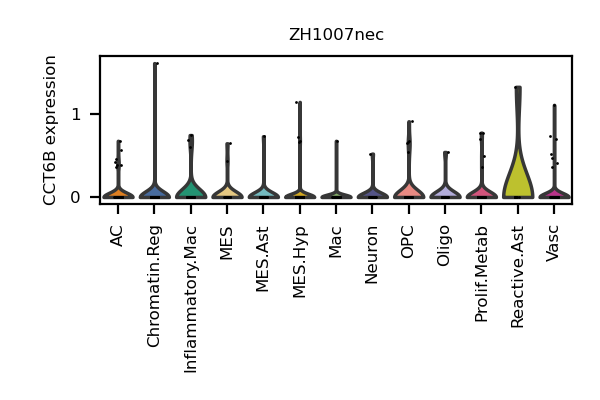 ZH1007nec
CCT6B expression
1
0
AC
Chromatin.Reg
Inflammatory.Mac
MES
MES.Ast
MES.Hyp
Mac
Neuron
OPC
Oligo
Prolif.Metab
Reactive.Ast
Vasc